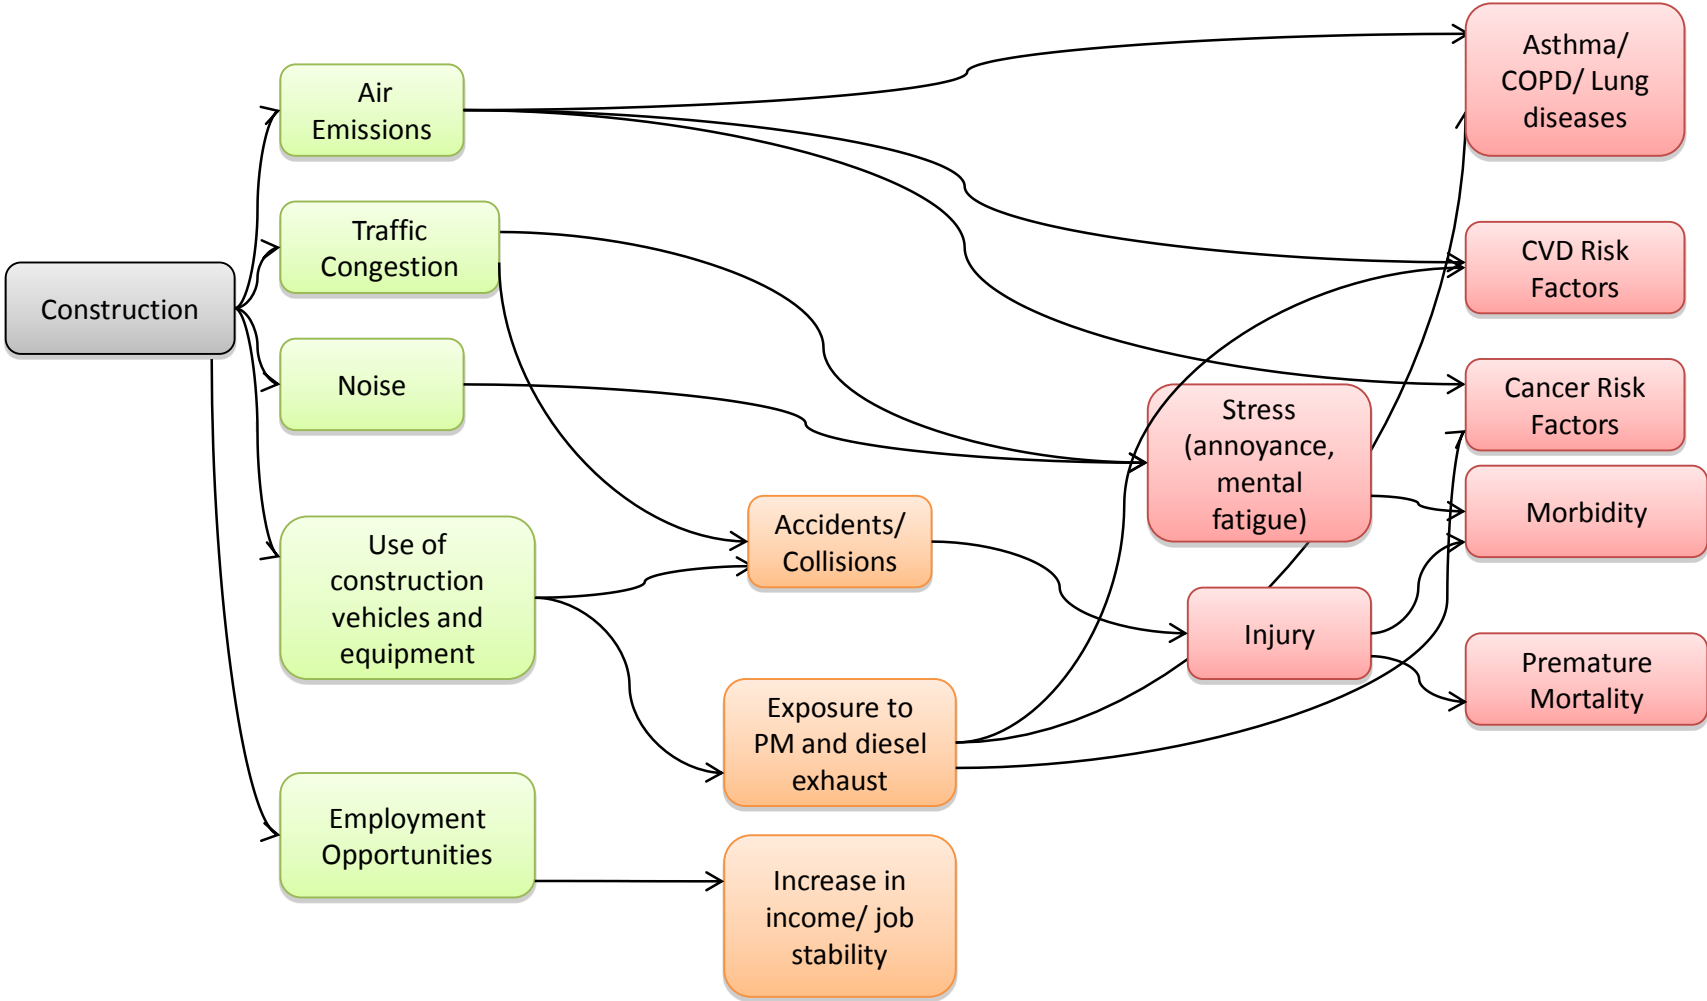 Construction
Air
Emissions
Traffic
Congestion
Noise
Use of
construction
vehicles and
equipment
Employment
Opportunities
Accidents/
Collisions
Exposure to
PM and diesel
exhaust
Increase in
income/ job
stability
Stress
(annoyance,
mental
fatigue)
Injury
Asthma/
COPD/ Lung
diseases
CVD Risk
Factors
Cancer Risk
Factors
Morbidity
Premature
Mortality